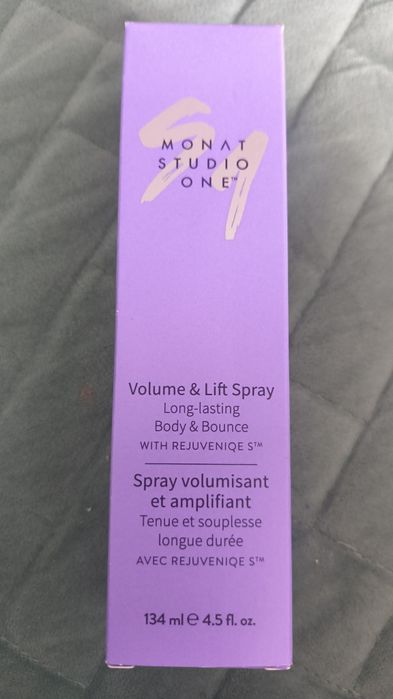 S1
MONAT
STUDIO
ONE™
Volume & Lift Spray
Long-lasting
Body & Bounce
WITH REJUVENIQE S™
Spray volumisant
et amplifiant
Tenue et souplesse
longue durée
AVEC REJUVENIQE S™
134 ml ℮ 4.5 fl. oz.